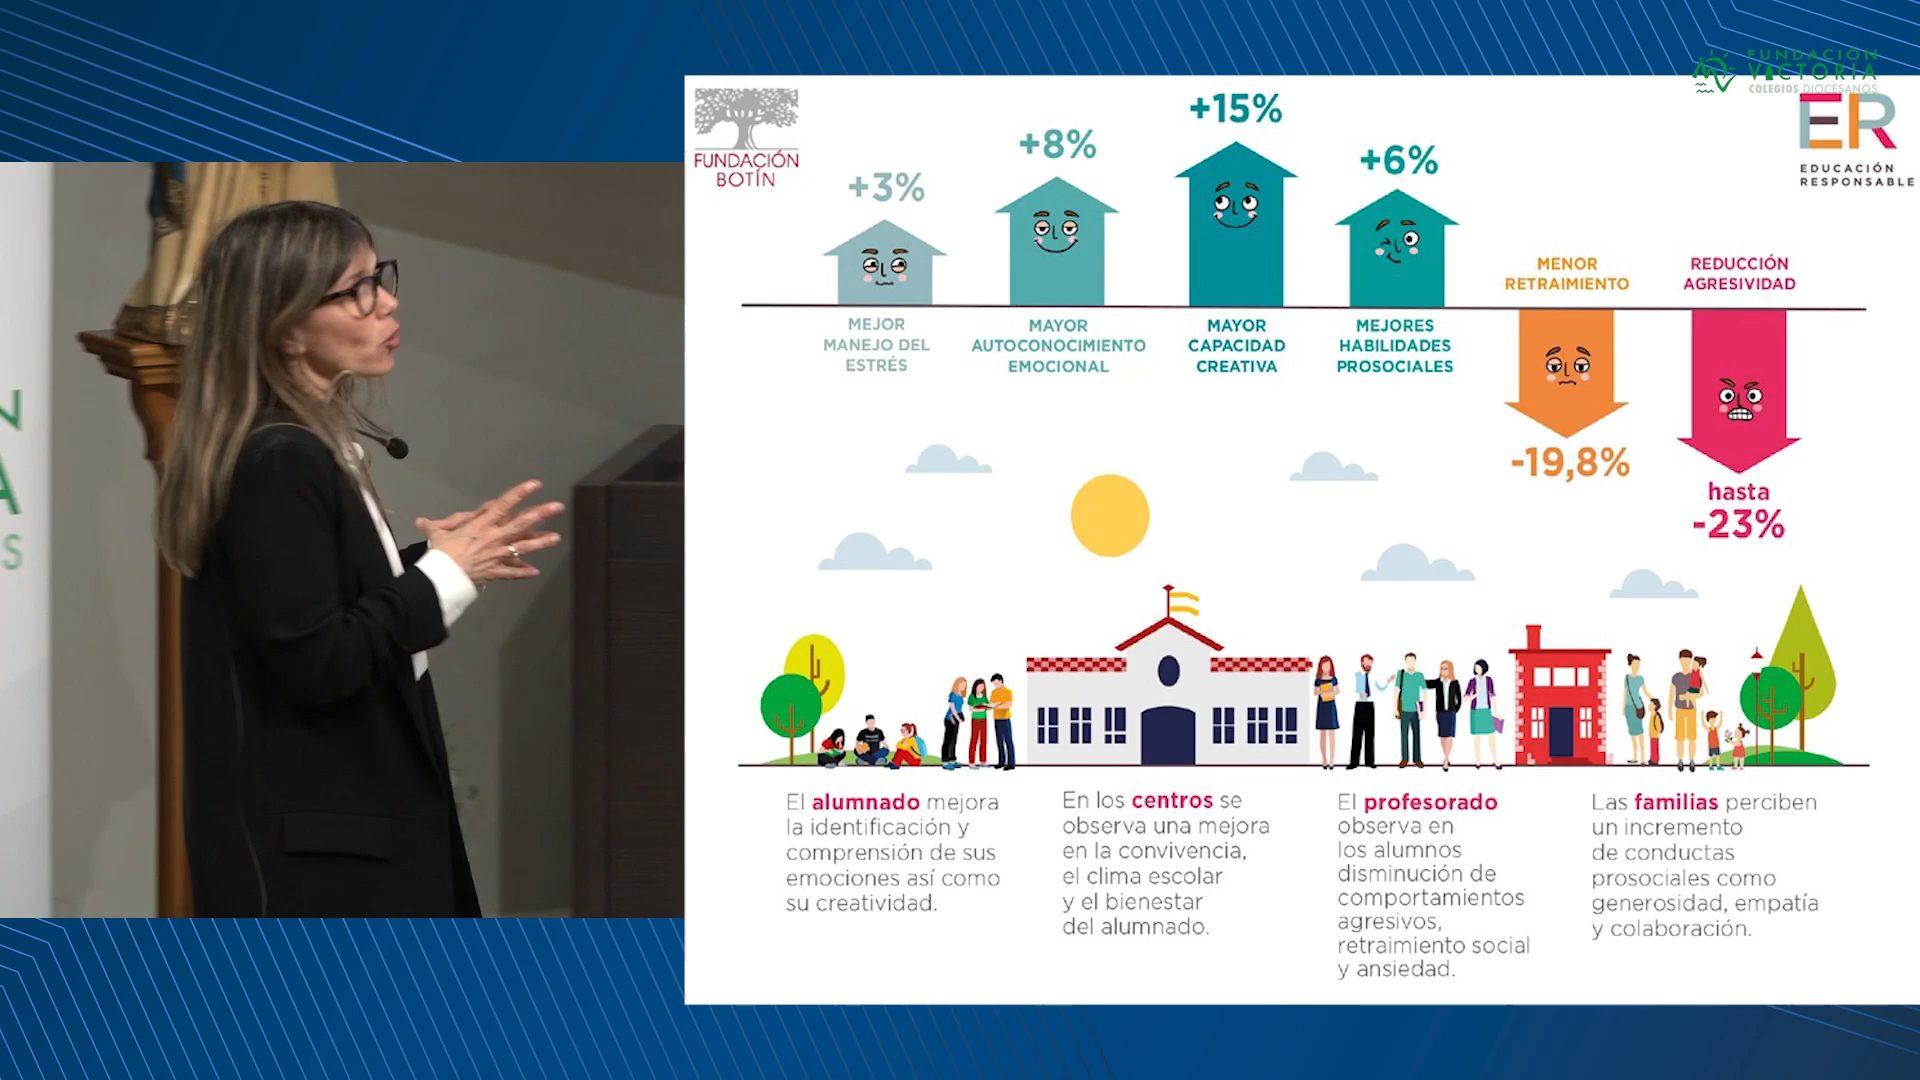 FUNDACIÓN
VICTORIA
COLEGIOS DIOCESANOS
FUNDACIÓN
BOTÍN
ER
EDUCACIÓN
RESPONSABLE
+3%
+8%
+15%
+6%
MEJOR
MANEJO DEL
ESTRÉS
MAYOR
AUTOCONOCIMIENTO
EMOCIONAL
MAYOR
CAPACIDAD
CREATIVA
MEJORES
HABILIDADES
PROSOCIALES
MENOR
RETRAIMIENTO
-19,8%
REDUCCIÓN
AGRESIVIDAD
hasta
-23%
El alumnado mejora
la identificación y
comprensión de sus
emociones así como
su creatividad.
En los centros se
observa una mejora
en la convivencia,
el clima escolar
y el bienestar
del alumnado.
El profesorado
observa en
los alumnos
disminución de
comportamientos
agresivos,
retraimiento social
y ansiedad.
Las familias perciben
un incremento
de conductas
prosociales como
generosidad, empatía
y colaboración.
N
A
S